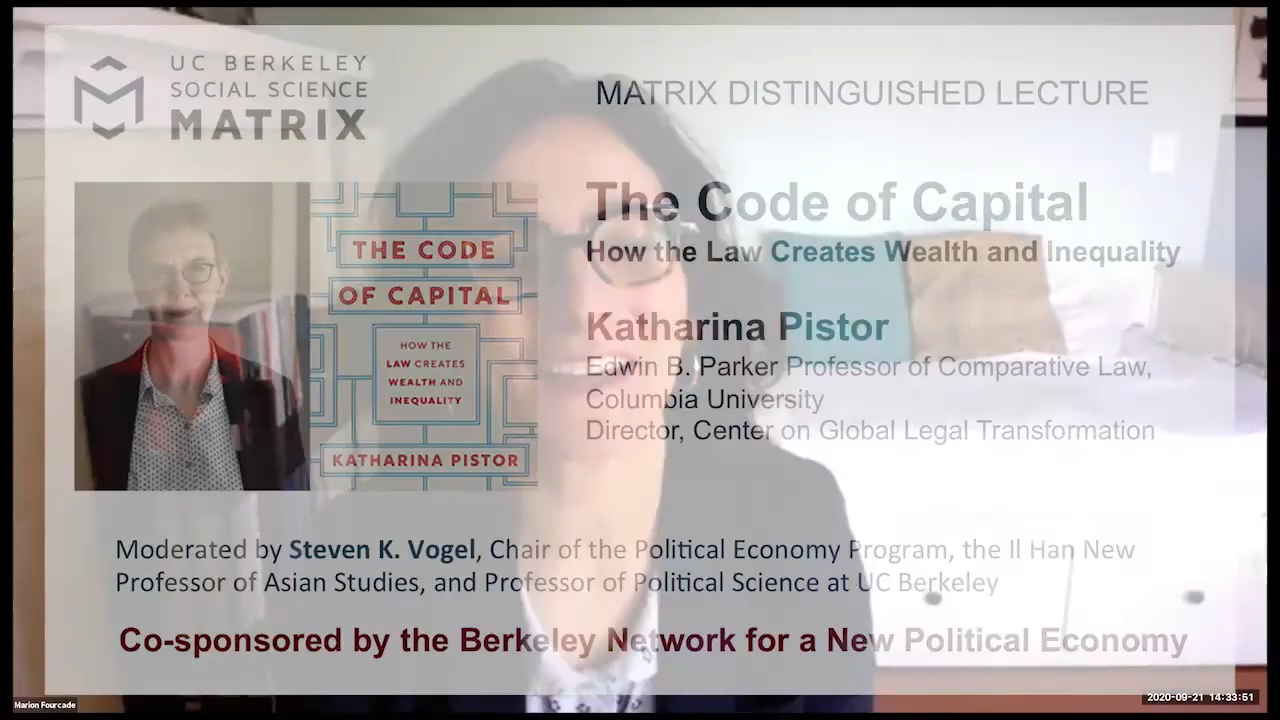 UC BERKELEY
SOCIAL SCIENCE
MATRIX
MATRIX DISTINGUISHED LECTURE
The Code of Capital
How the Law Creates Wealth and Inequality
Katharina Pistor
Edwin B. Parker Professor of Comparative Law,
Columbia University
Director, Center on Global Legal Transformation
THE CODE
OF CAPITAL
HOW THE
LAW CREATES
WEALTH AND
INEQUALITY
KATHARINA PISTOR
Moderated by Steven K. Vogel, Chair of the Political Economy Program, the Il Han New
Professor of Asian Studies, and Professor of Political Science at UC Berkeley
Co-sponsored by the Berkeley Network for a New Political Economy
Marion Fourcade
2020-09-21 14:33:51